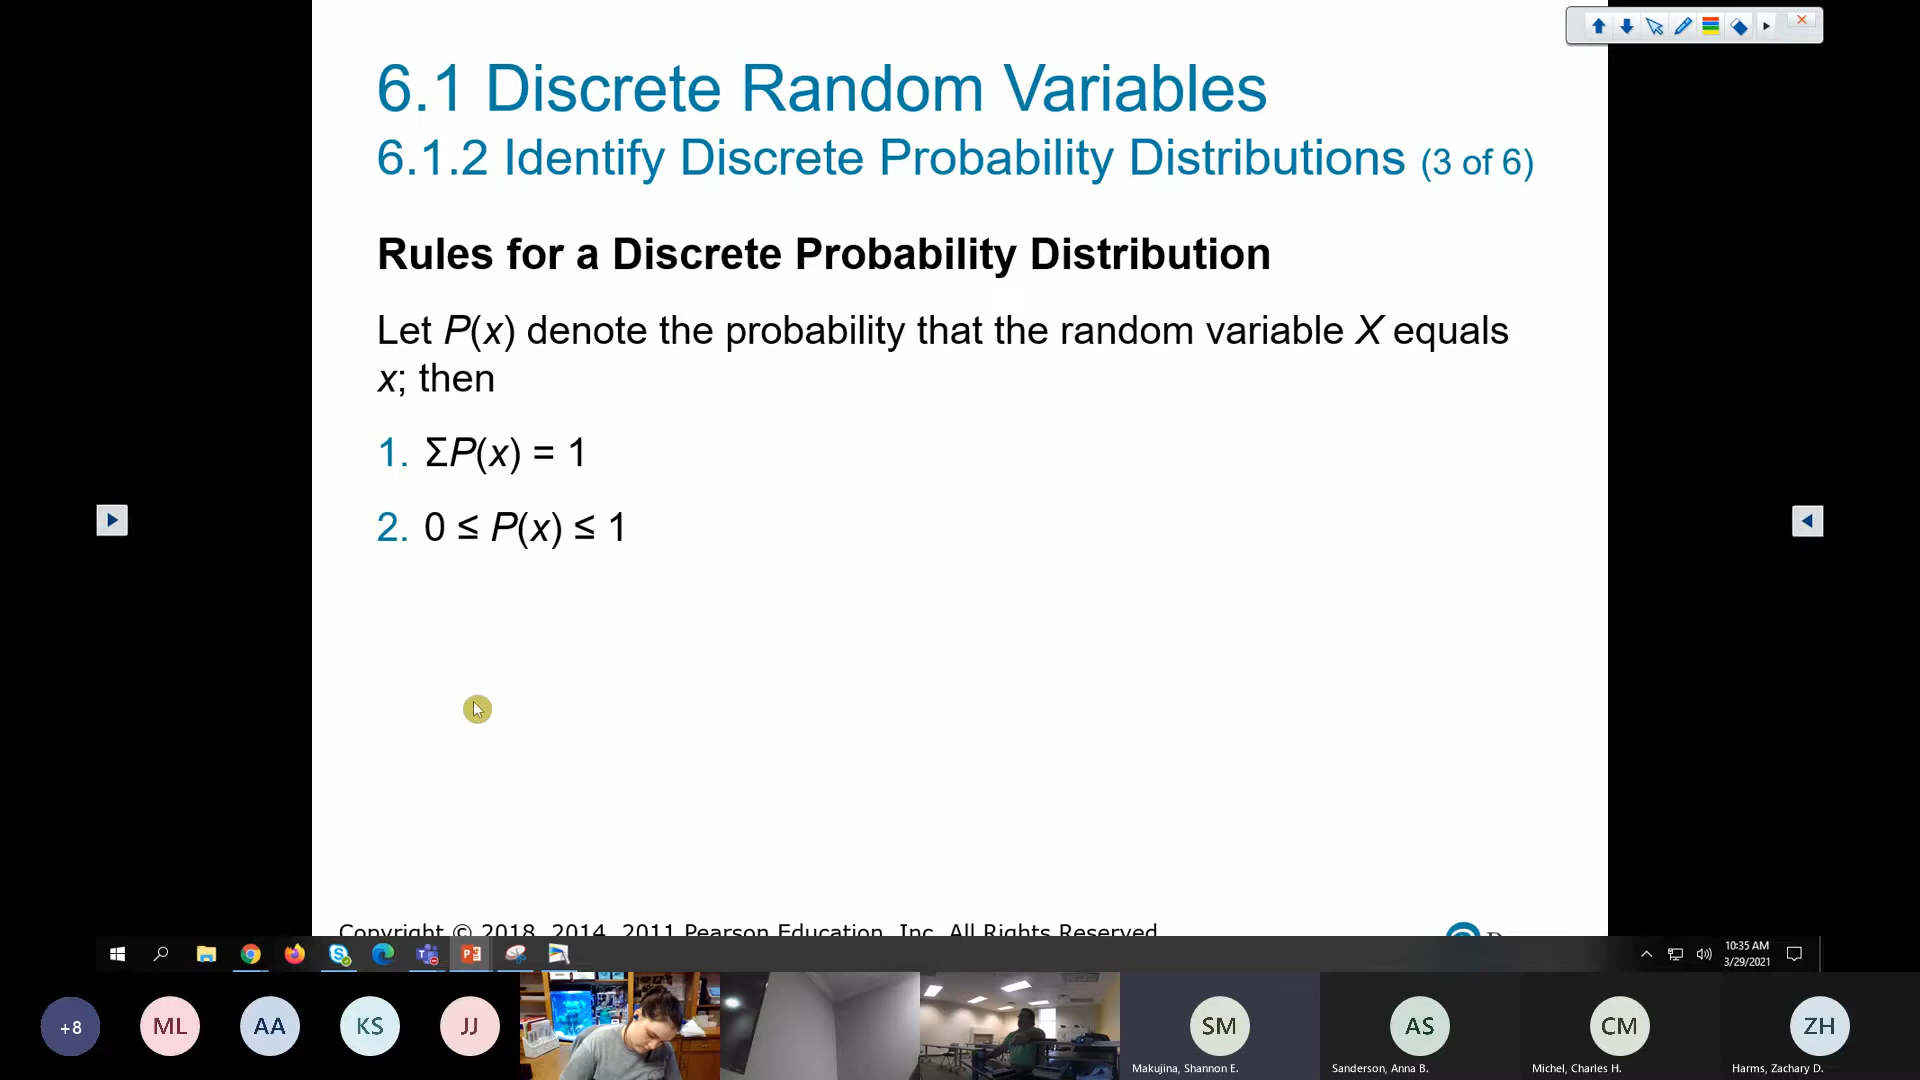 6.1 Discrete Random Variables
6.1.2 Identify Discrete Probability Distributions (3 of 6)
Rules for a Discrete Probability Distribution
Let P(x) denote the probability that the random variable X equals
x; then
1. ΣP(x) = 1
2. 0 ≤ P(x) ≤ 1
Copyright © 2018, 2014, 2011 Pearson Education, Inc. All Rights Reserved
10:35 AM
3/29/2021
+8
ML
AA
KS
JJ
SM
AS
CM
ZH
Makujina, Shannon E.
Sanderson, Anna B.
Michel, Charles H.
Harms, Zachary D.